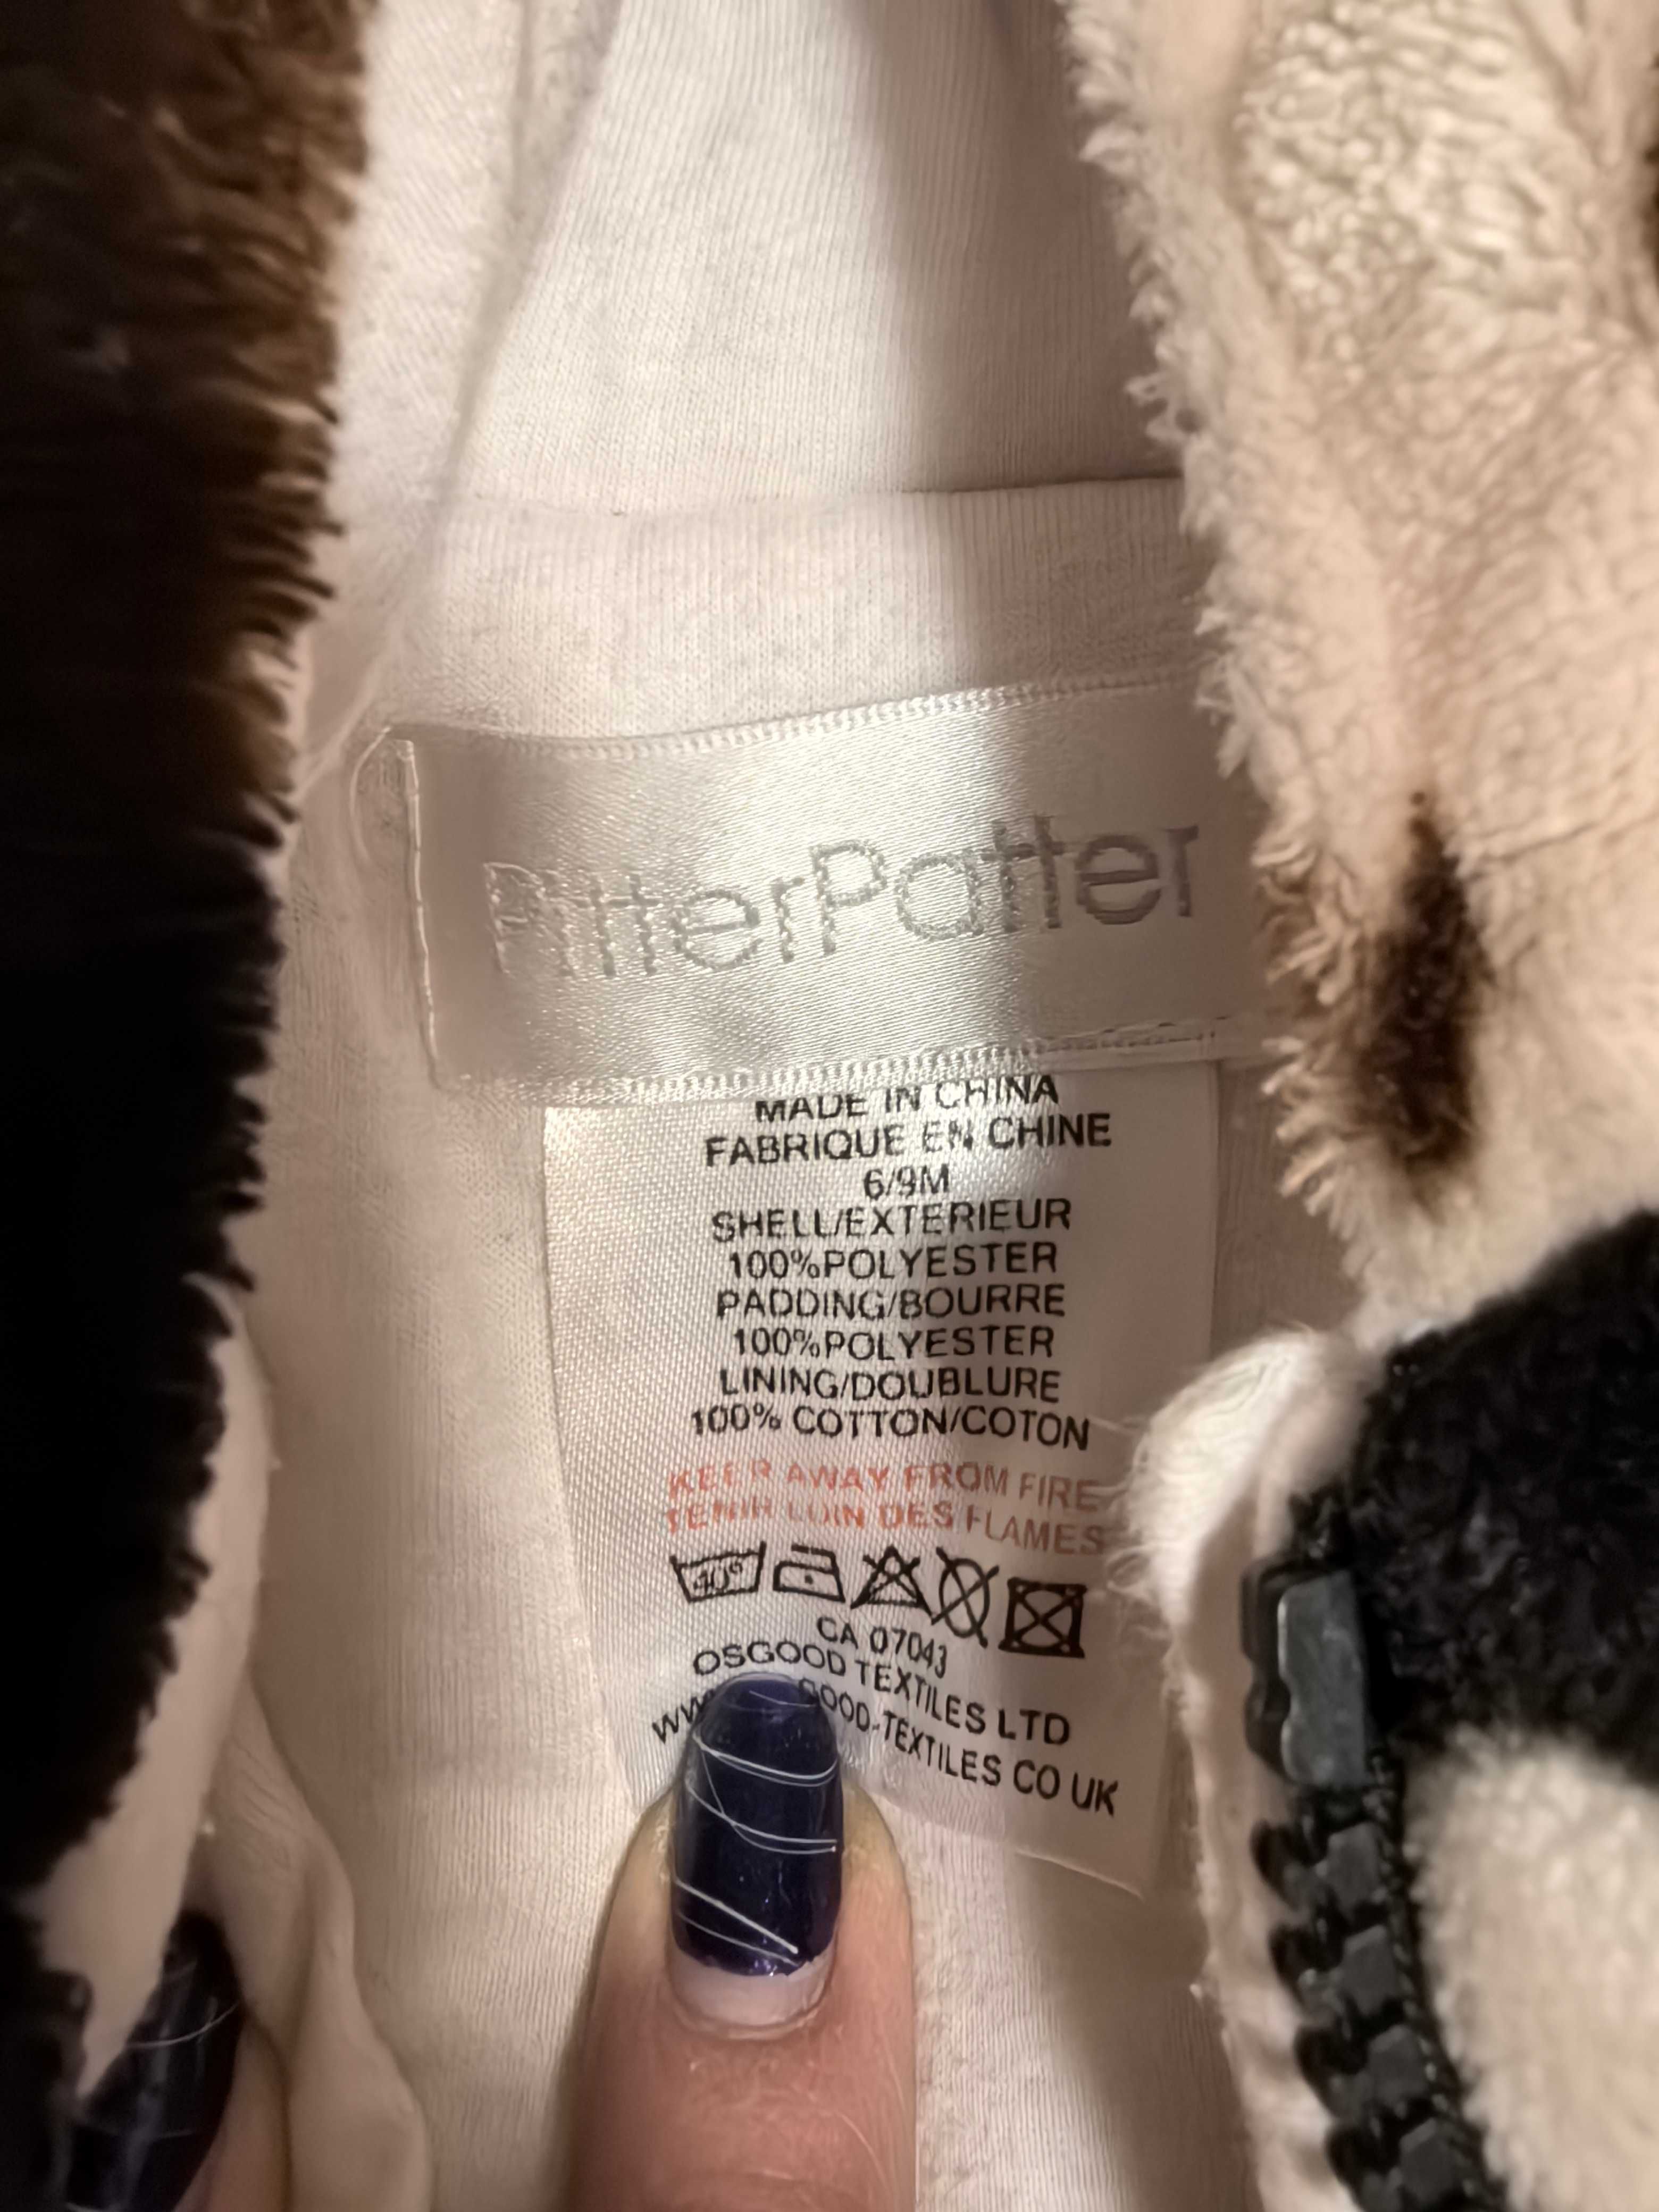 PitterPatter
MADE IN CHINA
FABRIQUE EN CHINE
6/9M
SHELL/EXTERIEUR
100%POLYESTER
PADDING/BOURRE
100%POLYESTER
LINING/DOUBLURE
100% COTTON/COTON
KEEP AWAY FROM FIRE
TENIR LOIN DES FLAMES
40°
CA 07043
OSGOOD TEXTILES LTD
GOOD-TEXTILES CO UK